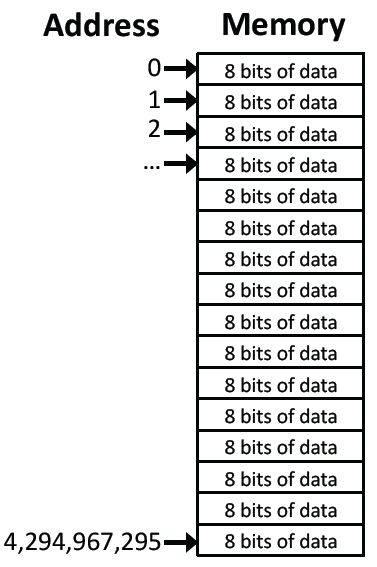 Address Memory
0 8 bits of data
1 8 bits of data
2 8 bits of data
... 8 bits of data
8 bits of data
8 bits of data
8 bits of data
8 bits of data
8 bits of data
8 bits of data
8 bits of data
8 bits of data
8 bits of data
8 bits of data
8 bits of data
4,294,967,295 8 bits of data